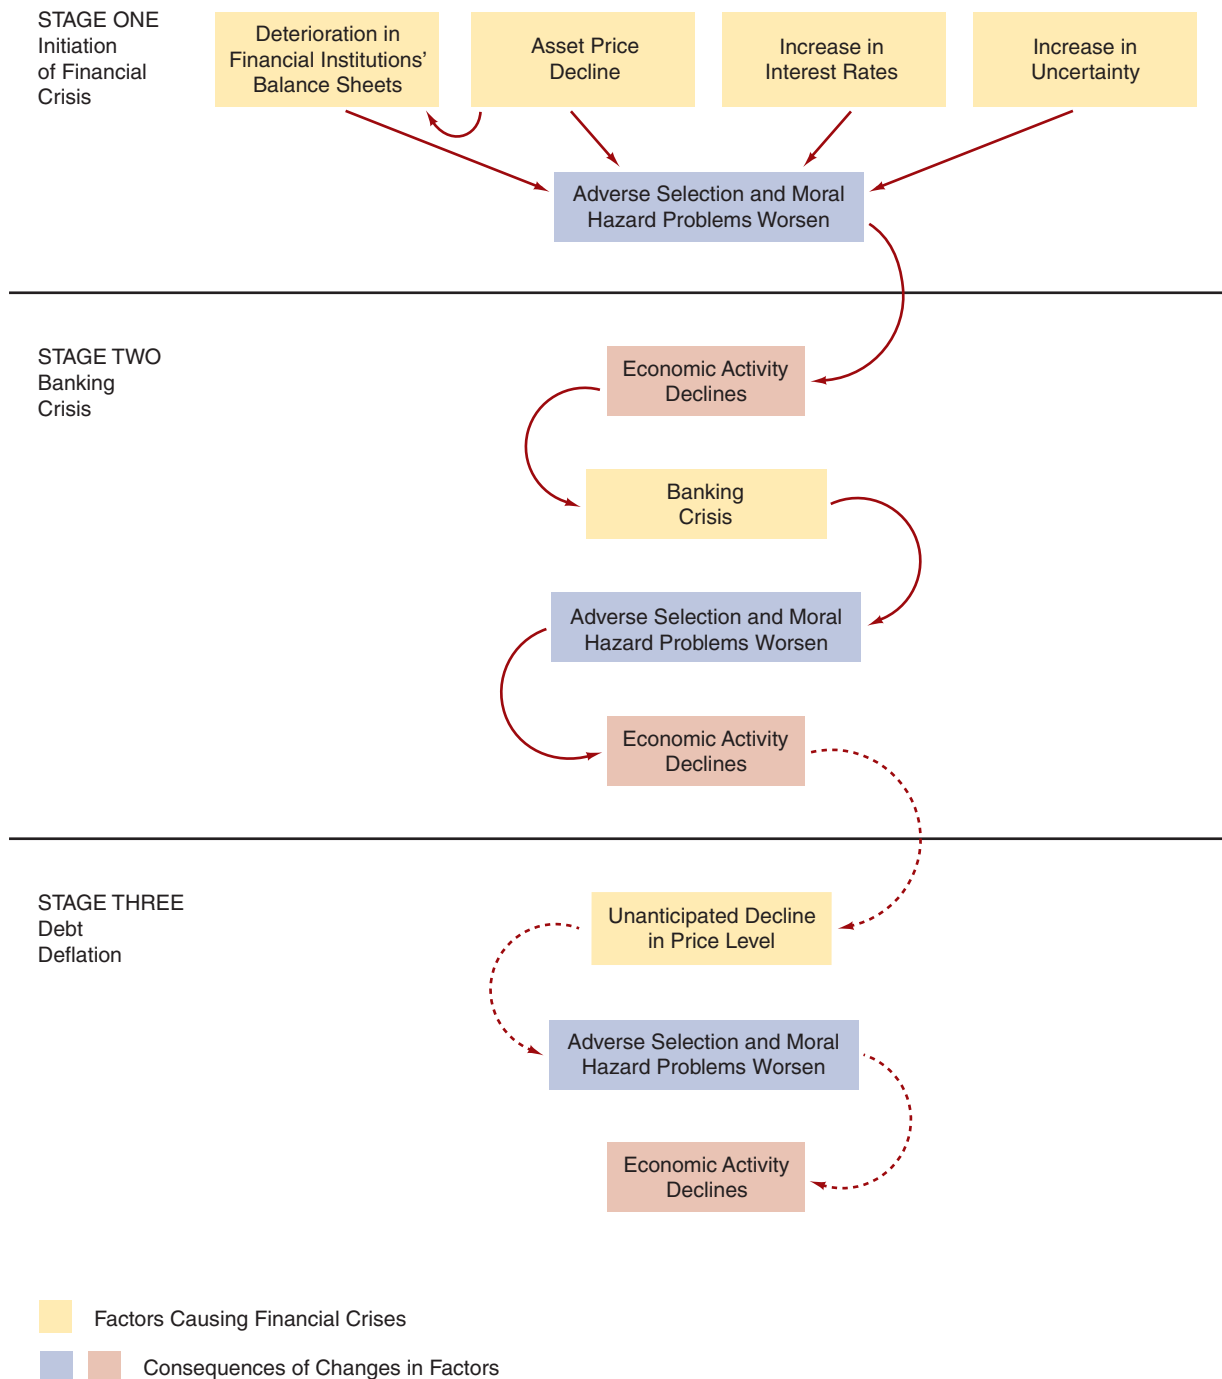 STAGE ONE
Initiation
of Financial
Crisis
Deterioration in
Financial Institutions’
Balance Sheets
Asset Price
Decline
Increase in
Interest Rates
Increase in
Uncertainty
Adverse Selection and Moral
Hazard Problems Worsen
STAGE TWO
Banking
Crisis
Economic Activity
Declines
Banking
Crisis
Adverse Selection and Moral
Hazard Problems Worsen
Economic Activity
Declines
STAGE THREE
Debt
Deflation
Unanticipated Decline
in Price Level
Adverse Selection and Moral
Hazard Problems Worsen
Economic Activity
Declines
Factors Causing Financial Crises
Consequences of Changes in Factors